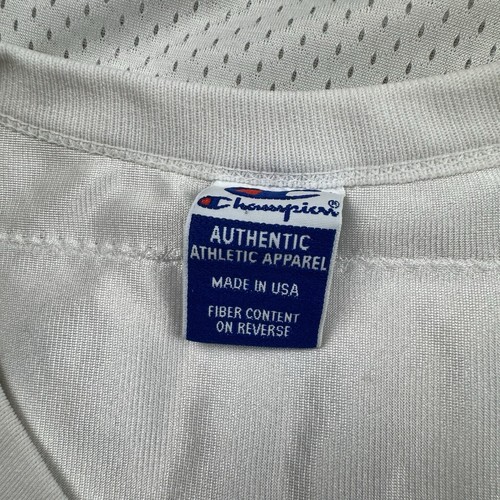 Champion®
AUTHENTIC
ATHLETIC APPAREL
MADE IN USA
FIBER CONTENT
ON REVERSE